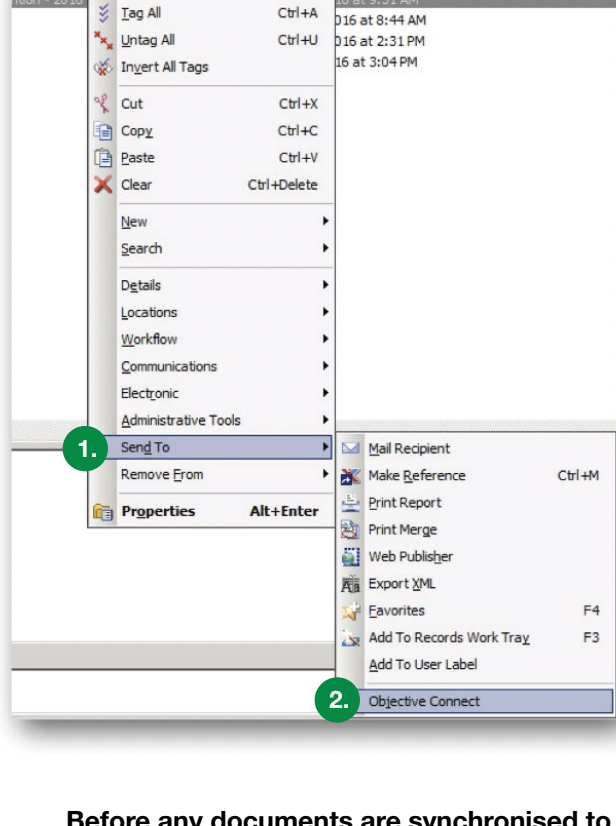 Tag All Ctrl+A
016 at 8:44 AM
Untag All Ctrl+U
016 at 2:31 PM
Invert All Tags
16 at 3:04 PM
Cut Ctrl+X
Copy Ctrl+C
Paste Ctrl+V
Clear Ctrl+Delete
New
Search
Details
Locations
Workflow
Communications
Electronic
Administrative Tools
1. Send To
Mail Recipient
Remove From
Make Reference Ctrl+M
Print Report
Properties Alt+Enter
Print Merge
Web Publisher
Export XML
Favorites F4
Add To Records Work Tray F3
Add To User Label
2. Objective Connect
Before any documents are synchronised to